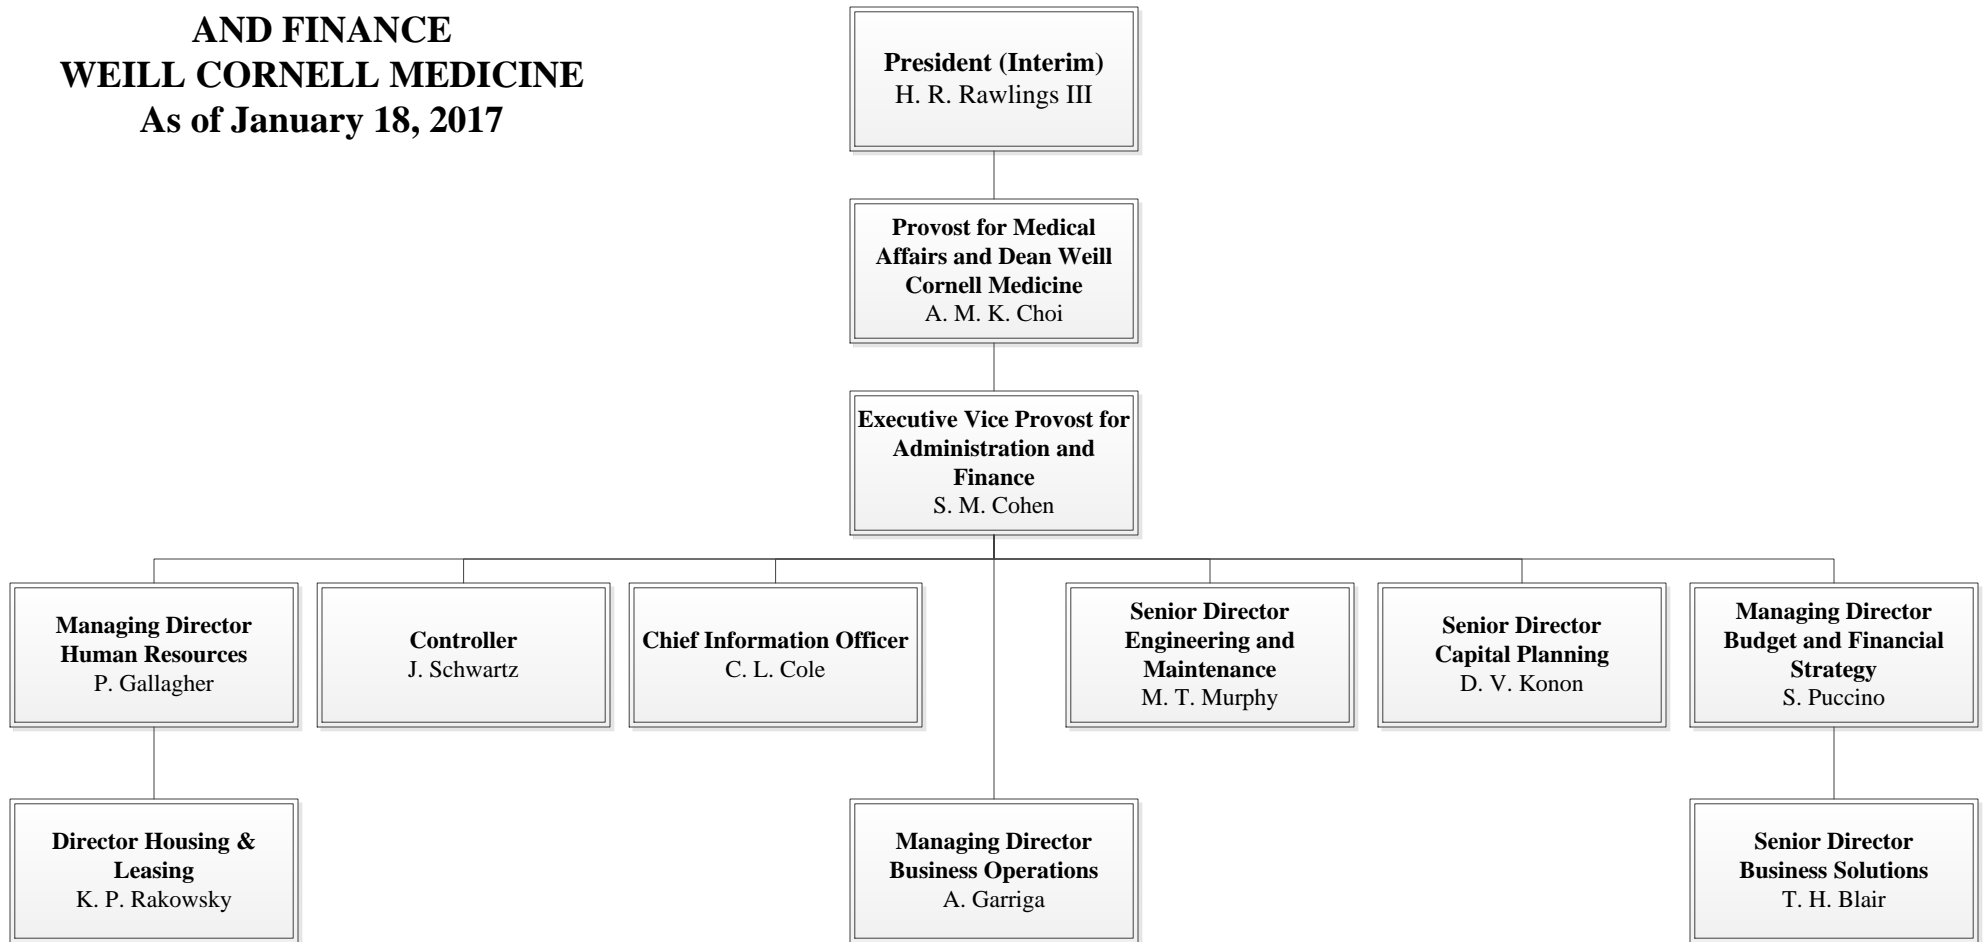 AND FINANCE
WEILL CORNELL MEDICINE
As of January 18, 2017
President (Interim)
H. R. Rawlings III
Provost for Medical
Affairs and Dean Weill
Cornell Medicine
A. M. K. Choi
Executive Vice Provost for
Administration and
Finance
S. M. Cohen
Managing Director
Human Resources
P. Gallagher
Controller
J. Schwartz
Chief Information Officer
C. L. Cole
Senior Director
Engineering and
Maintenance
M. T. Murphy
Senior Director
Capital Planning
D. V. Konon
Managing Director
Budget and Financial
Strategy
S. Puccino
Director Housing &
Leasing
K. P. Rakowsky
Managing Director
Business Operations
A. Garriga
Senior Director
Business Solutions
T. H. Blair